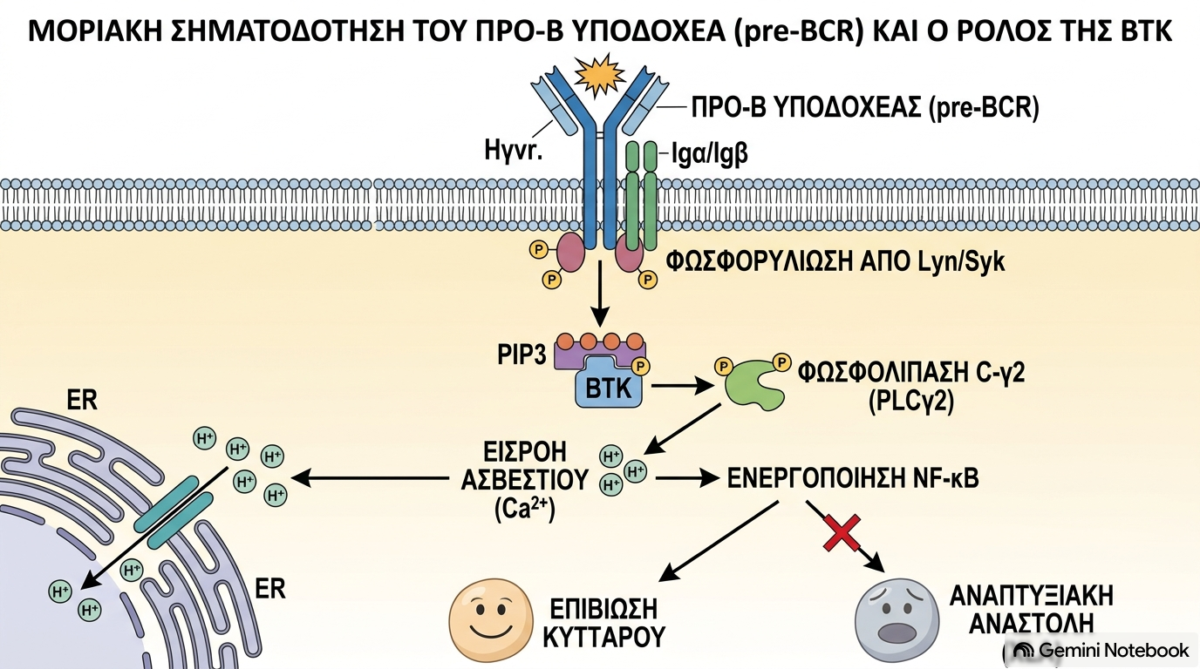 ΜΟΡΙΑΚΗ ΣΗΜΑΤΟΔΟΤΗΣΗ ΤΟΥ ΠΡΟ-Β ΥΠΟΔΟΧΕΑ (pre-BCR) ΚΑΙ Ο ΡΟΛΟΣ ΤΗΣ BTK
ΠΡΟ-Β ΥΠΟΔΟΧΕΑΣ (pre-BCR)
Ηγvr.
Igα/Igβ
P
P
P
ΦΩΣΦΟΡΥΛΙΩΣΗ ΑΠΟ Lyn/Syk
PIP3
P
BTK
P
P
ΦΩΣΦΟΛΙΠΑΣΗ C-γ2
(PLCγ2)
ER
H+
H+
H+
H+
H+
ΕΙΣΡΟΗ
ΑΣΒΕΣΤΙΟΥ
(Ca²⁺)
H+
H+
H+
ΕΝΕΡΓΟΠΟΙΗΣΗ NF-κB
H+
H+
H+
ER
ΕΠΙΒΙΩΣΗ
ΚΥΤΤΑΡΟΥ
ΑΝΑΠΤΥΞΙΑΚΗ
ΑΝΑΣΤΟΛΗ
Gemini Notebook